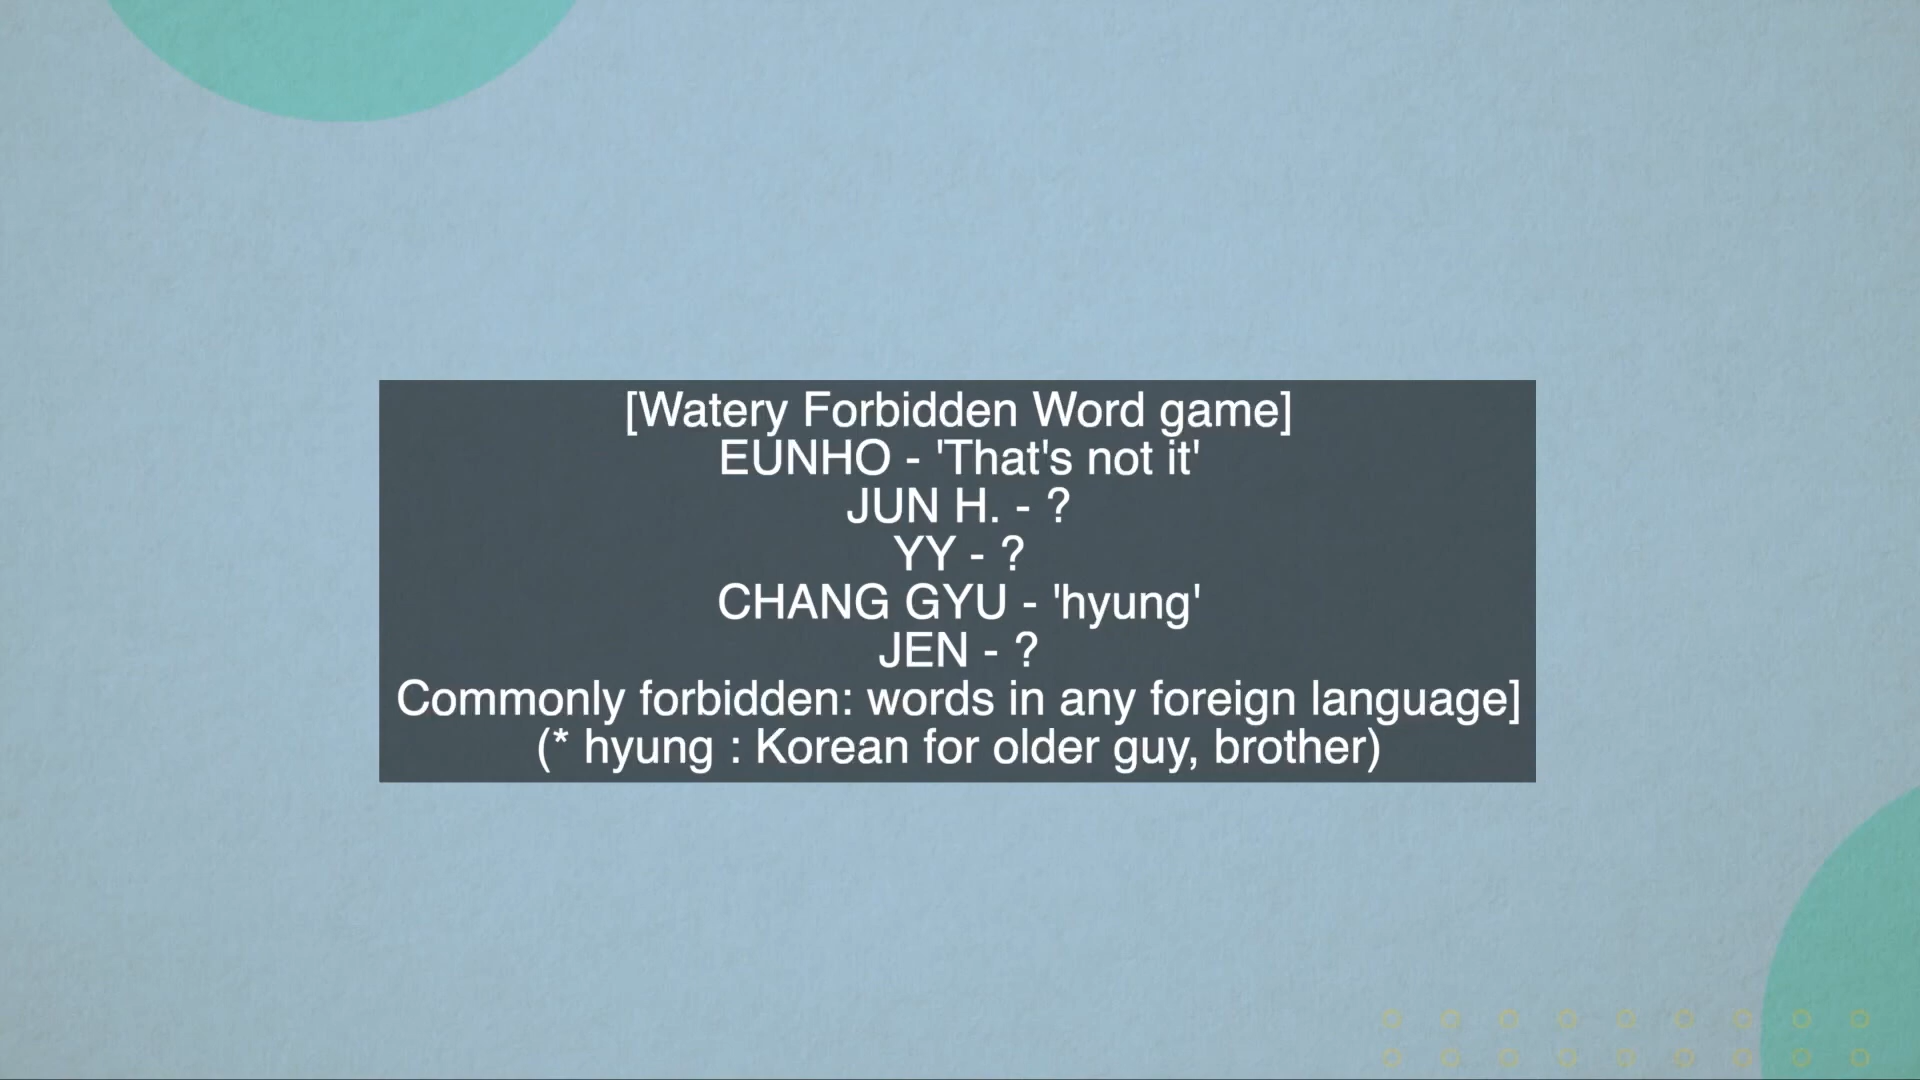 [Watery Forbidden Word game]
EUNHO - 'That's not it'
JUN H. - ?
YY - ?
CHANG GYU - 'hyung'
JEN - ?
Commonly forbidden: words in any foreign language]
(* hyung : Korean for older guy, brother)